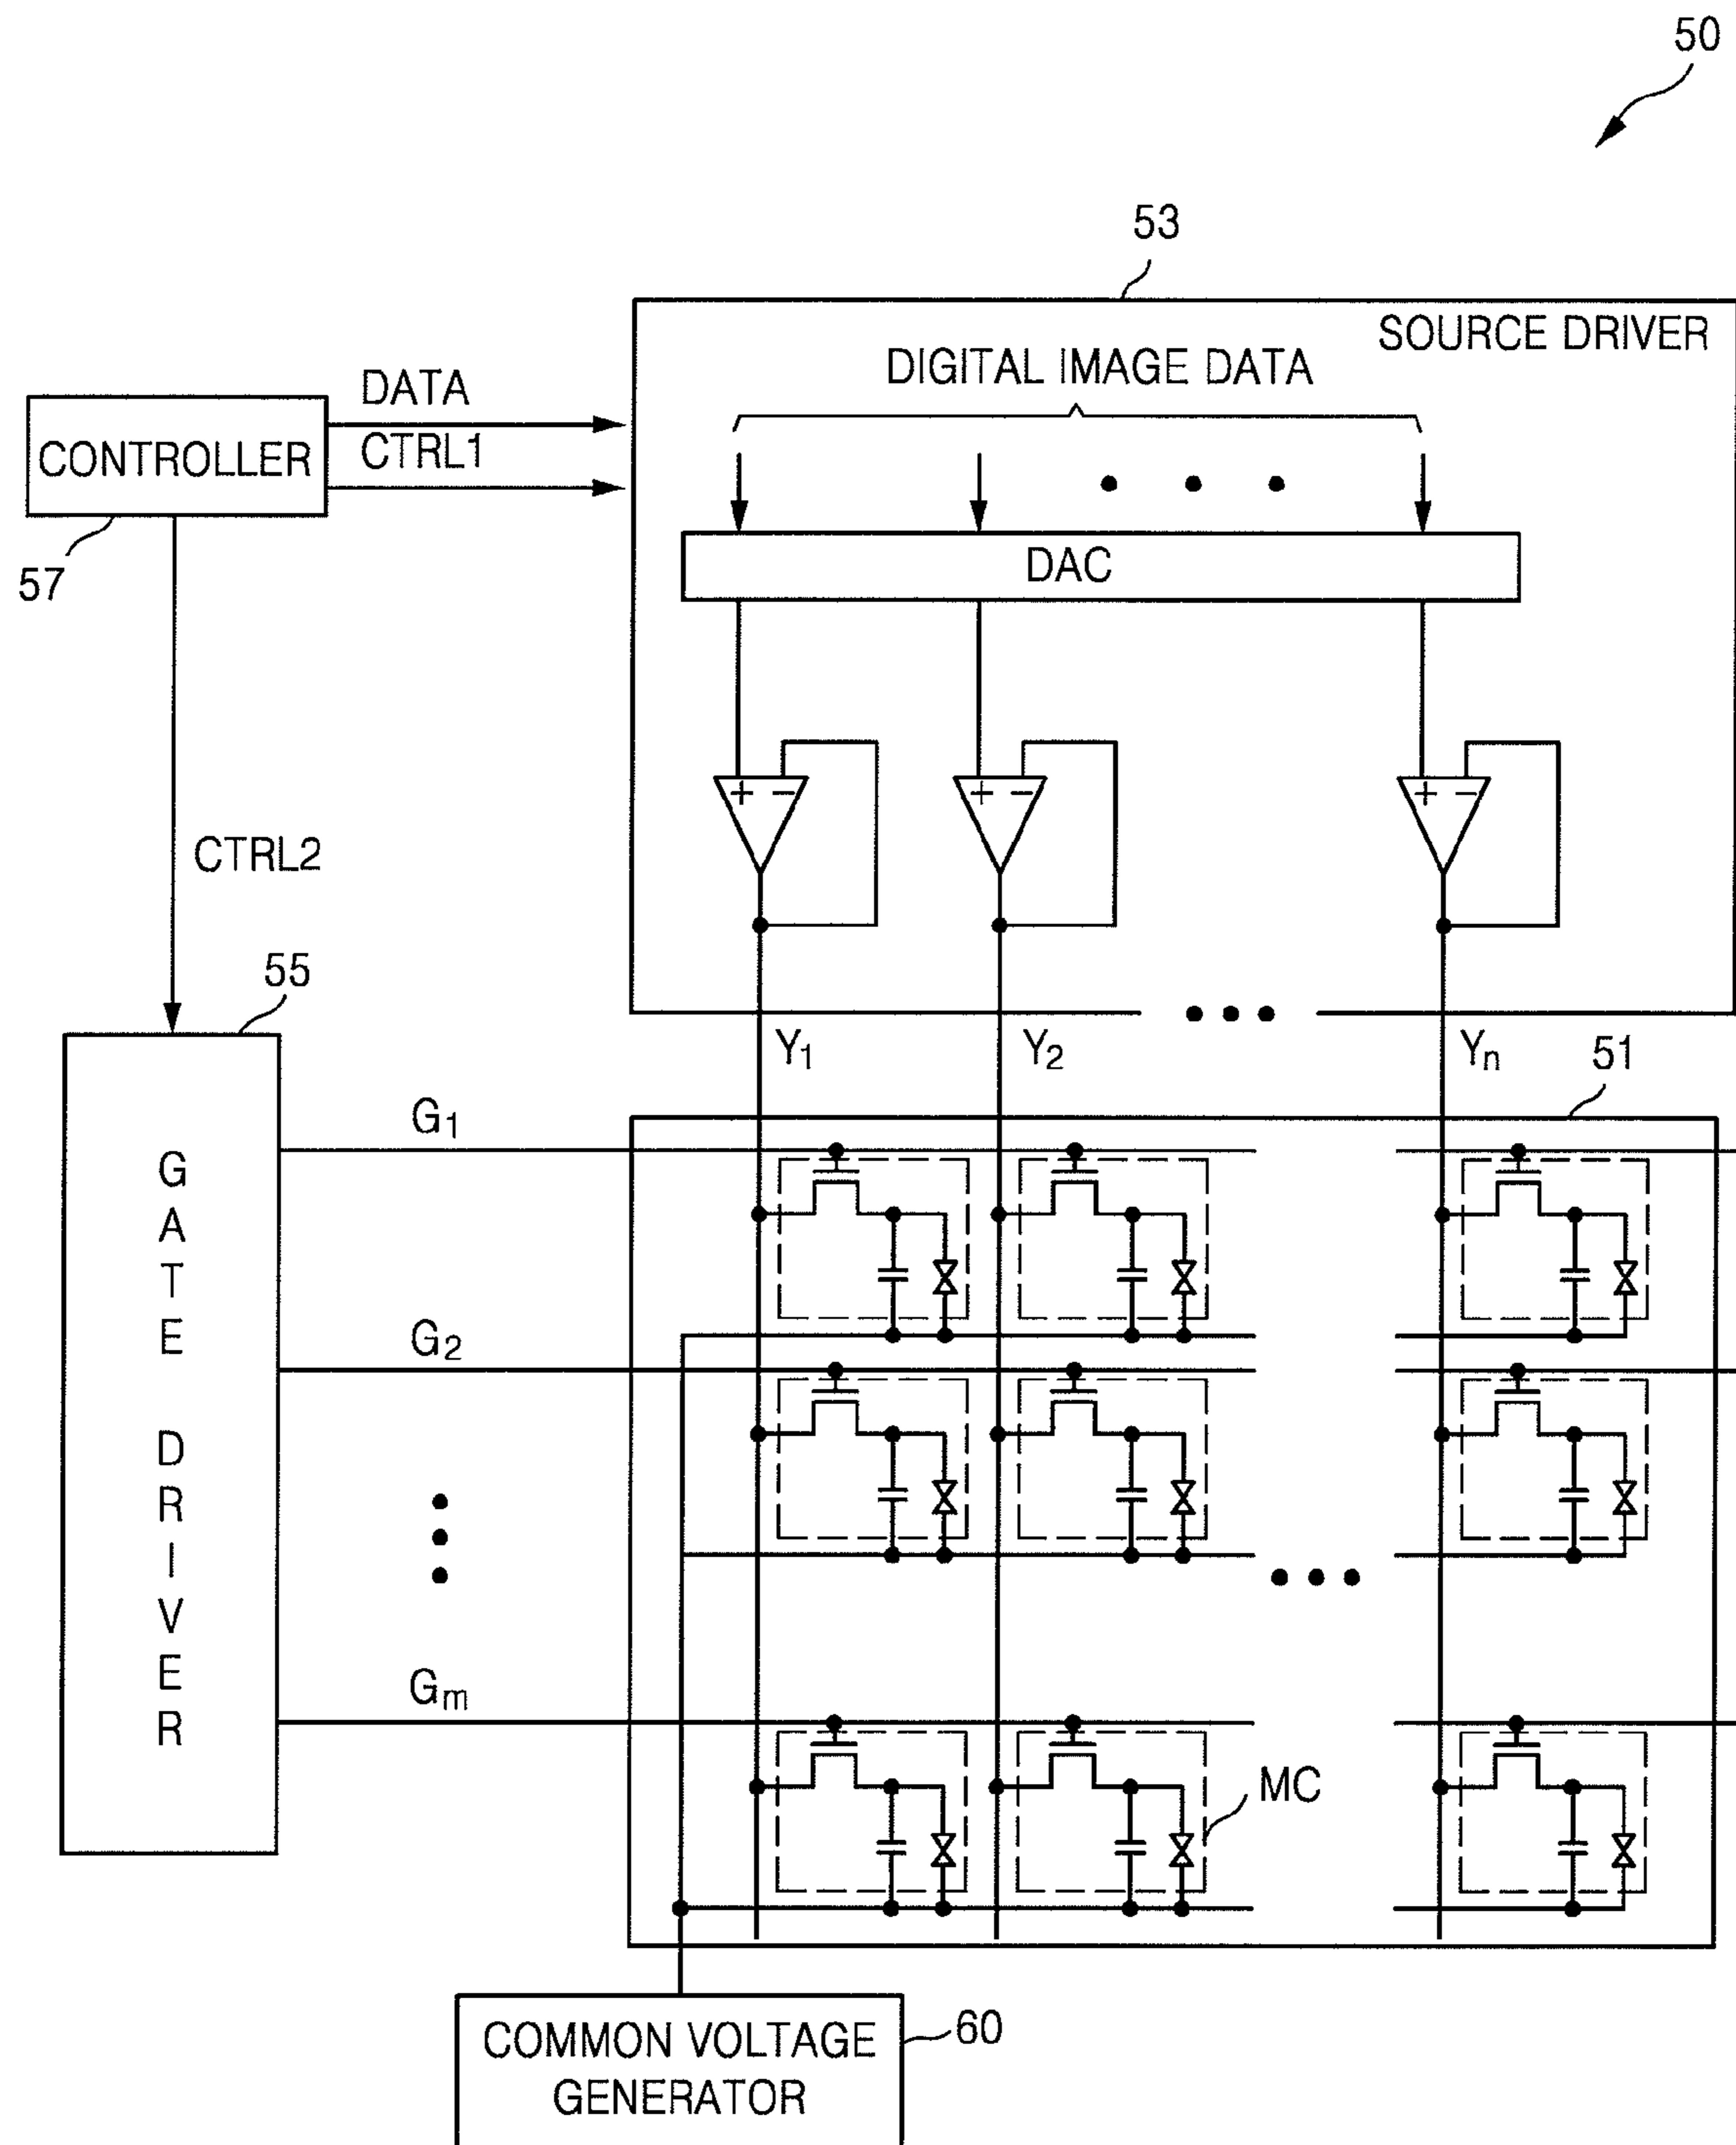 50
53
SOURCE DRIVER
DIGITAL IMAGE DATA
DATA
CONTROLLER
CTRL1
57
DAC
+ −
+ −
+ −
CTRL2
55
Y1
Y2
Yn
51
GATE DRIVER
G1
G2
Gm
MC
COMMON VOLTAGE
GENERATOR
60